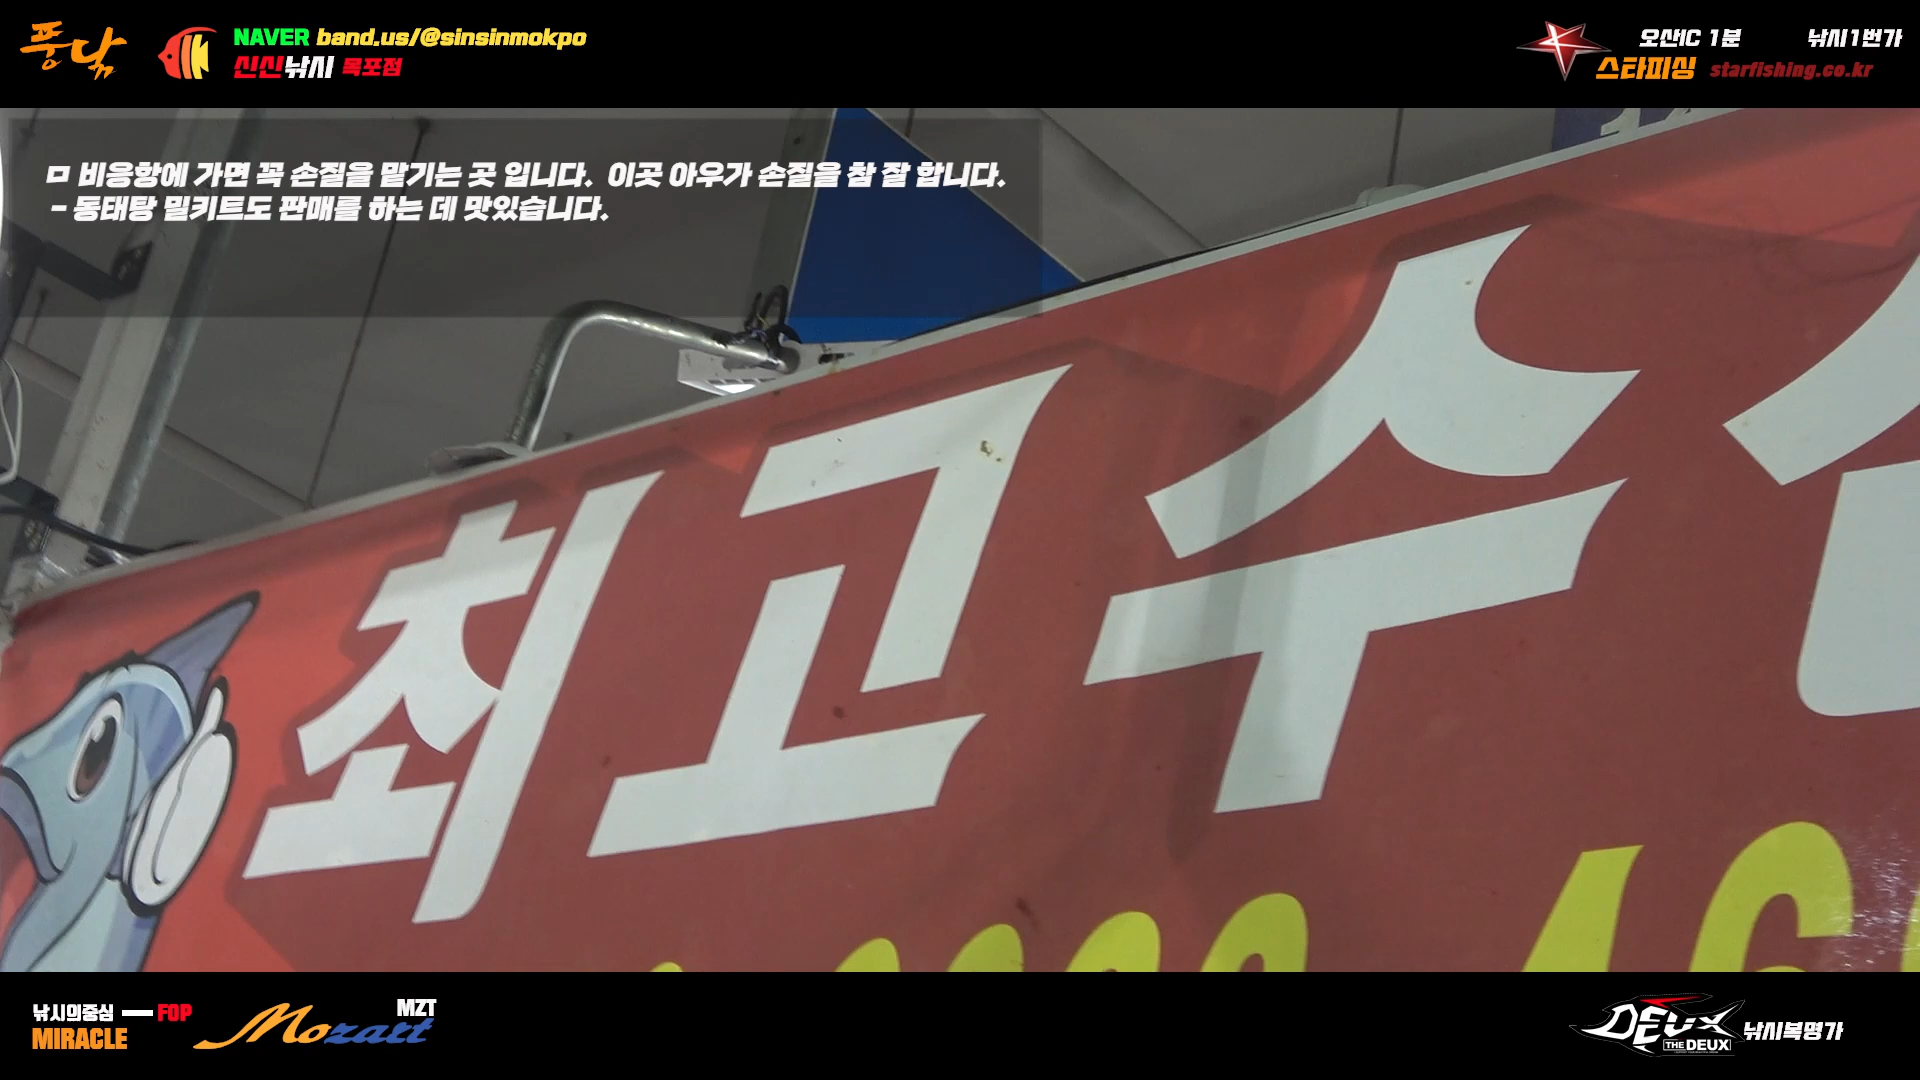 풍낚
NAVER band.us/@sinsinmokpo
신신낚시 목포점
오산IC 1분 낚시1번가
스타피싱 starfishing.co.kr
ㅁ 비응항에 가면 꼭 손질을 맡기는 곳 입니다. 이곳 아우가 손질을 참 잘 합니다.
- 동태탕 밀키트도 판매를 하는 데 맛있습니다.
최고수
낚시의중심 FOP
MIRACLE
Mozart MZT
DEUX
THE DEUX
낚시복명가